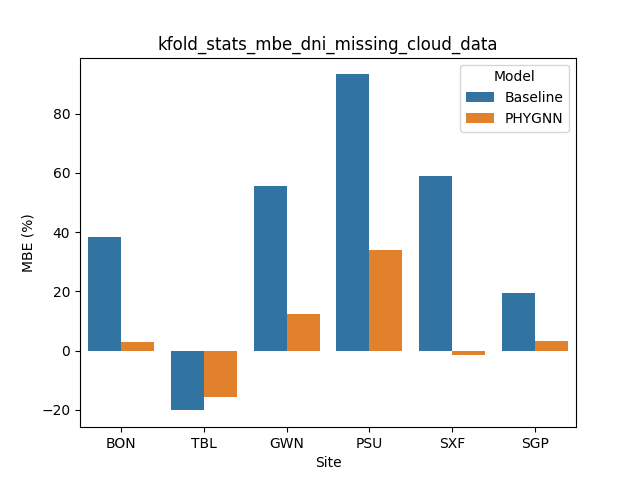 kfold_stats_mbe_dni_missing_cloud_data
Model
Baseline
PHYGNN
MBE (%)
80
60
40
20
0
−20
BON TBL GWN PSU SXF SGP
Site